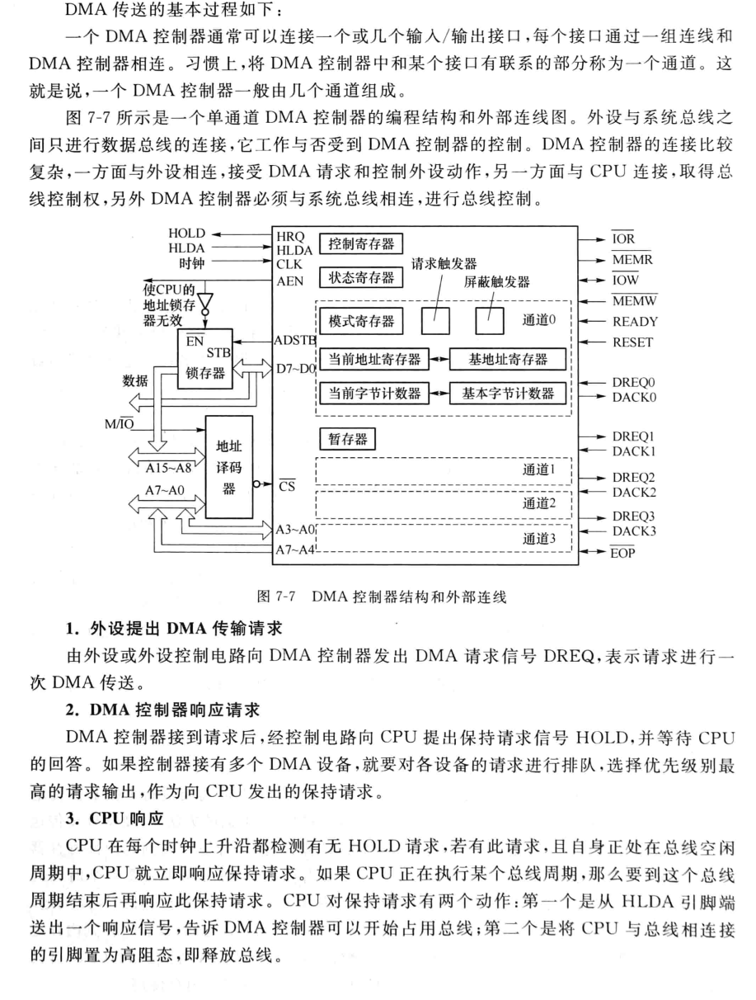 DMA 传送的基本过程如下：
一个 DMA 控制器通常可以连接一个或几个输入/输出接口，每个接口通过一组连线和
DMA 控制器相连。习惯上，将 DMA 控制器中和某个接口有联系的部分称为一个通道。这
就是说，一个 DMA 控制器一般由几个通道组成。
图 7-7 所示是一个单通道 DMA 控制器的编程结构和外部连线图。外设与系统总线之
间只进行数据总线的连接，它工作与否受到 DMA 控制器的控制。DMA 控制器的连接比较
复杂，一方面与外设相连，接受 DMA 请求和控制外设动作，另一方面与 CPU 连接，取得总
线控制权，另外 DMA 控制器必须与系统总线相连，进行总线控制。
HOLD
HLDA
时钟
使CPU的
地址锁存
器无效
E̅N̅
STB
锁存器
数据
M/I̅O̅
地址
译码
器
A15~A8
A7~A0
HRQ
HLDA
CLK
AEN
ADSTB
D7~D0
C̅S̅
A3~A0
A7~A4
控制寄存器
状态寄存器
请求触发器
屏蔽触发器
模式寄存器
通道0
当前地址寄存器
基地址寄存器
当前字节计数器
基本字节计数器
暂存器
通道1
通道2
通道3
I̅O̅R̅
M̅E̅M̅R̅
I̅O̅W̅
M̅E̅M̅W̅
READY
RESET
DREQ0
DACK0
DREQ1
DACK1
DREQ2
DACK2
DREQ3
DACK3
E̅O̅P̅
图 7-7 DMA 控制器结构和外部连线
1. 外设提出 DMA 传输请求
由外设或外设控制电路向 DMA 控制器发出 DMA 请求信号 DREQ，表示请求进行一
次 DMA 传送。
2. DMA 控制器响应请求
DMA 控制器接到请求后，经控制电路向 CPU 提出保持请求信号 HOLD，并等待 CPU
的回答。如果控制器接有多个 DMA 设备，就要对各设备的请求进行排队，选择优先级别最
高的请求输出，作为向 CPU 发出的保持请求。
3. CPU 响应
CPU 在每个时钟上升沿都检测有无 HOLD 请求，若有此请求，且自身正处在总线空闲
周期中，CPU 就立即响应保持请求。如果 CPU 正在执行某个总线周期，那么要到这个总线
周期结束后再响应此保持请求。CPU 对保持请求有两个动作：第一个是从 HLDA 引脚端
送出一个响应信号，告诉 DMA 控制器可以开始占用总线；第二个是将 CPU 与总线相连接
的引脚置为高阻态，即释放总线。